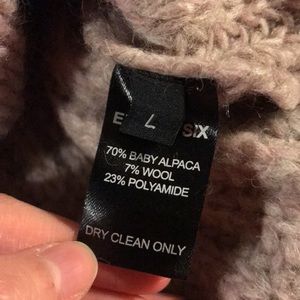 E L SIX
70% BABY ALPACA
7% WOOL
23% POLYAMIDE
DRY CLEAN ONLY